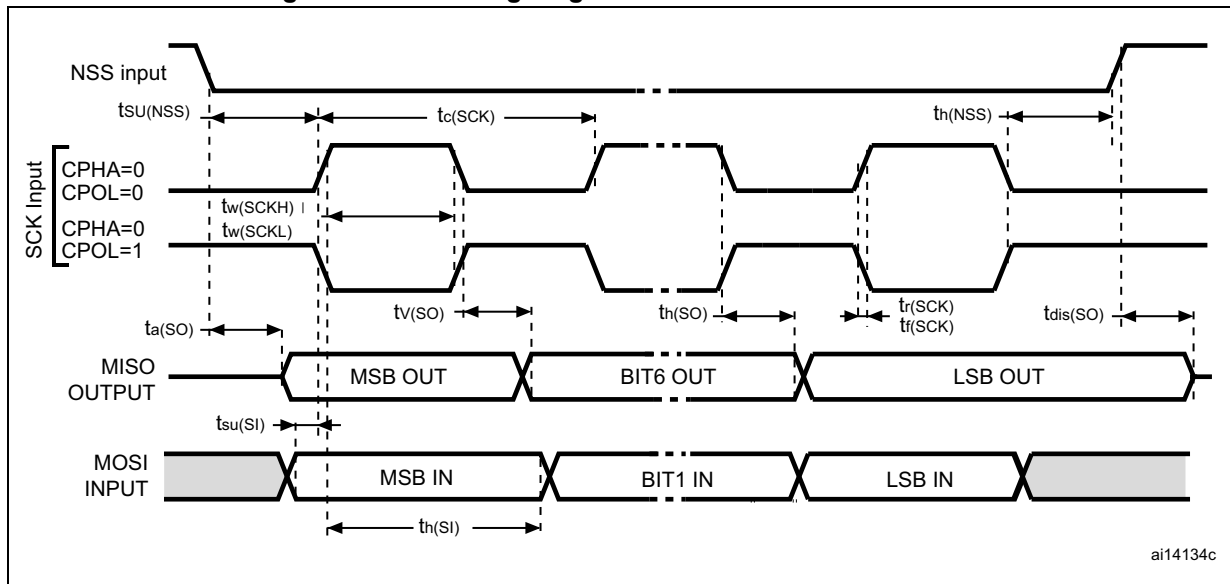 NSS input
tSU(NSS)
tc(SCK)
th(NSS)
SCK Input
CPHA=0
CPOL=0
tw(SCKH)
CPHA=0
tw(SCKL)
CPOL=1
tV(SO)
th(SO)
tr(SCK)
tf(SCK)
tdis(SO)
ta(SO)
MISO
OUTPUT
MSB OUT
BIT6 OUT
LSB OUT
tsu(SI)
MOSI
INPUT
MSB IN
BIT1 IN
LSB IN
th(SI)
ai14134c